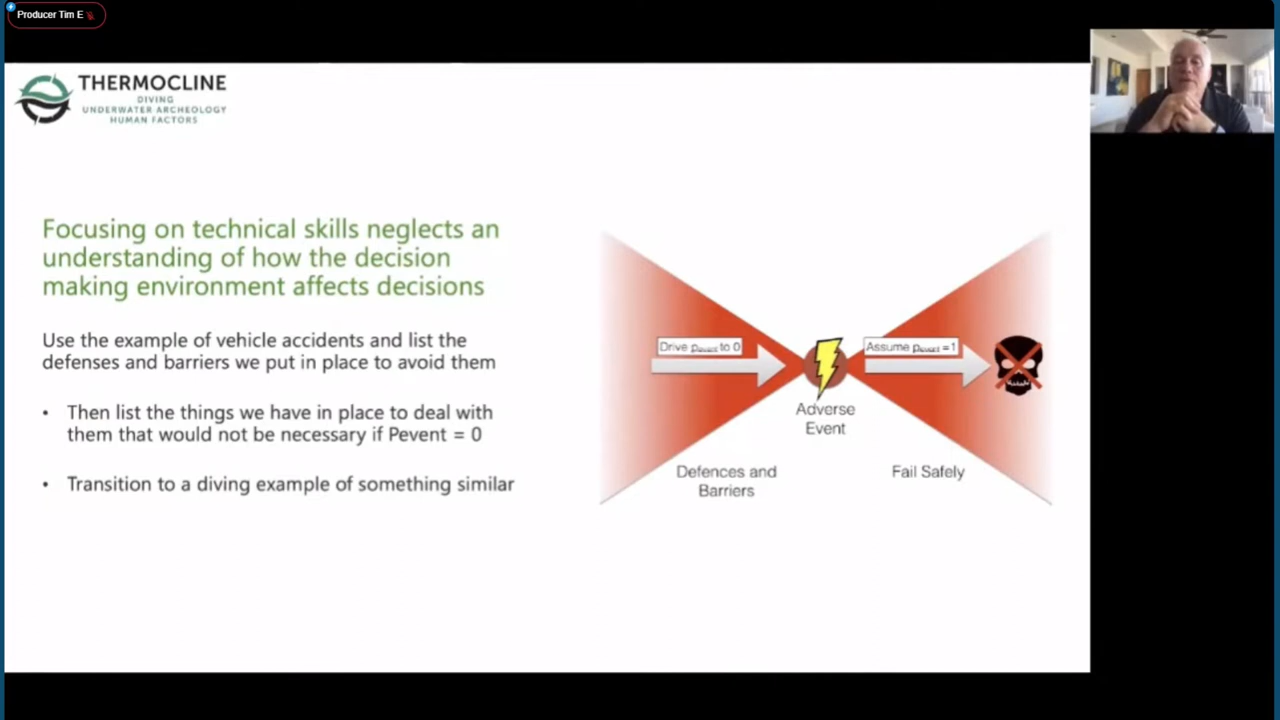 Producer Tim E
THERMOCLINE
DIVING
UNDERWATER ARCHEOLOGY
HUMAN FACTORS
Focusing on technical skills neglects an
understanding of how the decision
making environment affects decisions
Use the example of vehicle accidents and list the
defenses and barriers we put in place to avoid them
• Then list the things we have in place to deal with
them that would not be necessary if Pevent = 0
• Transition to a diving example of something similar
Drive pevent to 0
Assume pevent =1
Adverse
Event
Defences and
Barriers
Fail Safely